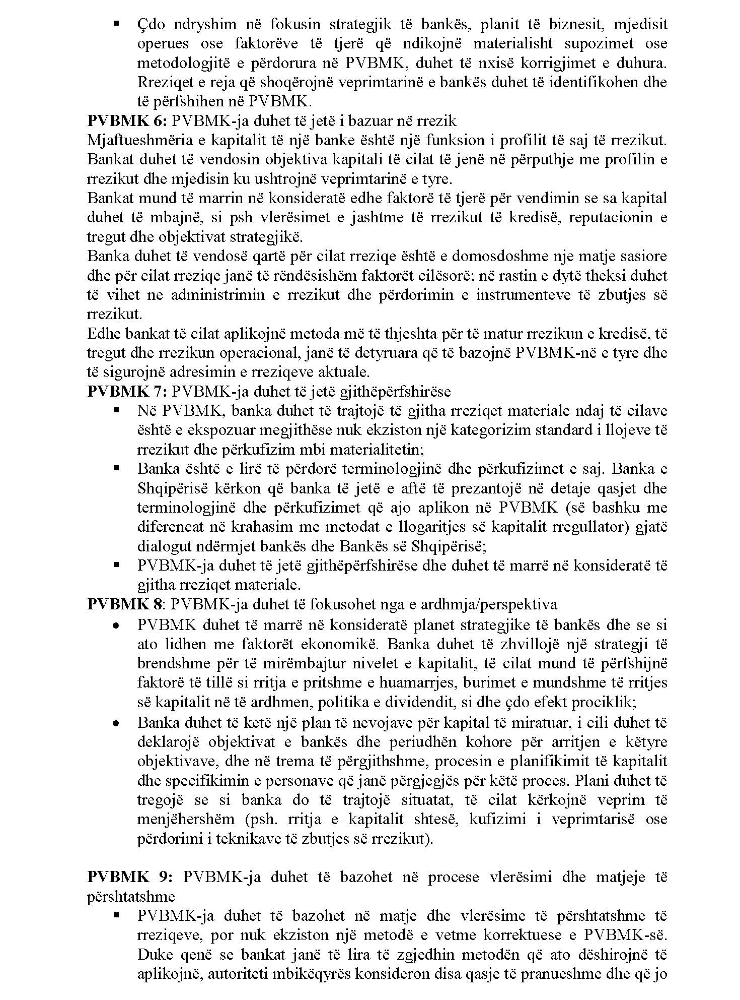 ▪ Çdo ndryshim në fokusin strategjik të bankës, planit të biznesit, mjedisit
operues ose faktorëve të tjerë që ndikojnë materialisht supozimet ose
metodologjitë e përdorura në PVBMK, duhet të nxisë korrigjimet e duhura.
Rreziqet e reja që shoqërojnë veprimtarinë e bankës duhet të identifikohen dhe
të përfshihen në PVBMK.
PVBMK 6: PVBMK-ja duhet të jetë i bazuar në rrezik
Mjaftueshmëria e kapitalit të një banke është një funksion i profilit të saj të rrezikut.
Bankat duhet të vendosin objektiva kapitali të cilat të jenë në përputhje me profilin e
rrezikut dhe mjedisin ku ushtrojnë veprimtarinë e tyre.
Bankat mund të marrin në konsideratë edhe faktorë të tjerë për vendimin se sa kapital
duhet të mbajnë, si psh vlerësimet e jashtme të rrezikut të kredisë, reputacionin e
tregut dhe objektivat strategjikë.
Banka duhet të vendosë qartë për cilat rreziqe është e domosdoshme nje matje sasiore
dhe për cilat rreziqe janë të rëndësishëm faktorët cilësorë; në rastin e dytë theksi duhet
të vihet ne administrimin e rrezikut dhe përdorimin e instrumenteve të zbutjes së
rrezikut.
Edhe bankat të cilat aplikojnë metoda më të thjeshta për të matur rrezikun e kredisë, të
tregut dhe rrezikun operacional, janë të detyruara që të bazojnë PVBMK-në e tyre dhe
të sigurojnë adresimin e rreziqeve aktuale.
PVBMK 7: PVBMK-ja duhet të jetë gjithëpërfshirëse
▪ Në PVBMK, banka duhet të trajtojë të gjitha rreziqet materiale ndaj të cilave
është e ekspozuar megjithëse nuk ekziston një kategorizim standard i llojeve të
rrezikut dhe përkufizim mbi materialitetin;
▪ Banka është e lirë të përdorë terminologjinë dhe përkufizimet e saj. Banka e
Shqipërisë kërkon që banka të jetë e aftë të prezantojë në detaje qasjet dhe
terminologjinë dhe përkufizimet që ajo aplikon në PVBMK (së bashku me
diferencat në krahasim me metodat e llogaritjes së kapitalit rregullator) gjatë
dialogut ndërmjet bankës dhe Bankës së Shqipërisë;
▪ PVBMK-ja duhet të jetë gjithëpërfshirëse dhe duhet të marrë në konsideratë të
gjitha rreziqet materiale.
PVBMK 8: PVBMK-ja duhet të fokusohet nga e ardhmja/perspektiva
• PVBMK duhet të marrë në konsideratë planet strategjike të bankës dhe se si
ato lidhen me faktorët ekonomikë. Banka duhet të zhvillojë një strategji të
brendshme për të mirëmbajtur nivelet e kapitalit, të cilat mund të përfshijnë
faktorë të tillë si rritja e pritshme e huamarrjes, burimet e mundshme të rritjes
së kapitalit në të ardhmen, politika e dividendit, si dhe çdo efekt prociklik;
• Banka duhet të ketë një plan të nevojave për kapital të miratuar, i cili duhet të
deklarojë objektivat e bankës dhe periudhën kohore për arritjen e këtyre
objektivave, dhe në trema të përgjithshme, procesin e planifikimit të kapitalit
dhe specifikimin e personave që janë përgjegjës për këtë proces. Plani duhet të
tregojë se si banka do të trajtojë situatat, të cilat kërkojnë veprim të
menjëhershëm (psh. rritja e kapitalit shtesë, kufizimi i veprimtarisë ose
përdorimi i teknikave të zbutjes së rrezikut).
PVBMK 9: PVBMK-ja duhet të bazohet në procese vlerësimi dhe matjeje të
përshtatshme
▪ PVBMK-ja duhet të bazohet në matje dhe vlerësime të përshtatshme të
rreziqeve, por nuk ekziston një metodë e vetme korrektuese e PVBMK-së.
Duke qenë se bankat janë të lira të zgjedhin metodën që ato dëshirojnë të
aplikojnë, autoriteti mbikëqyrës konsideron disa qasje të pranueshme dhe që jo